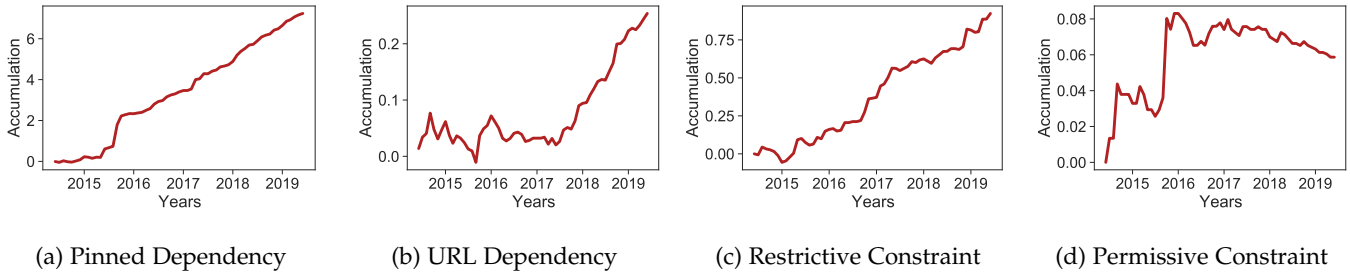 Accumulation
6
4
2
0
2015 2016 2017 2018 2019
Years
(a) Pinned Dependency
Accumulation
0.2
0.1
0.0
2015 2016 2017 2018 2019
Years
(b) URL Dependency
Accumulation
0.75
0.50
0.25
0.00
2015 2016 2017 2018 2019
Years
(c) Restrictive Constraint
Accumulation
0.08
0.06
0.04
0.02
0.00
2015 2016 2017 2018 2019
Years
(d) Permissive Constraint